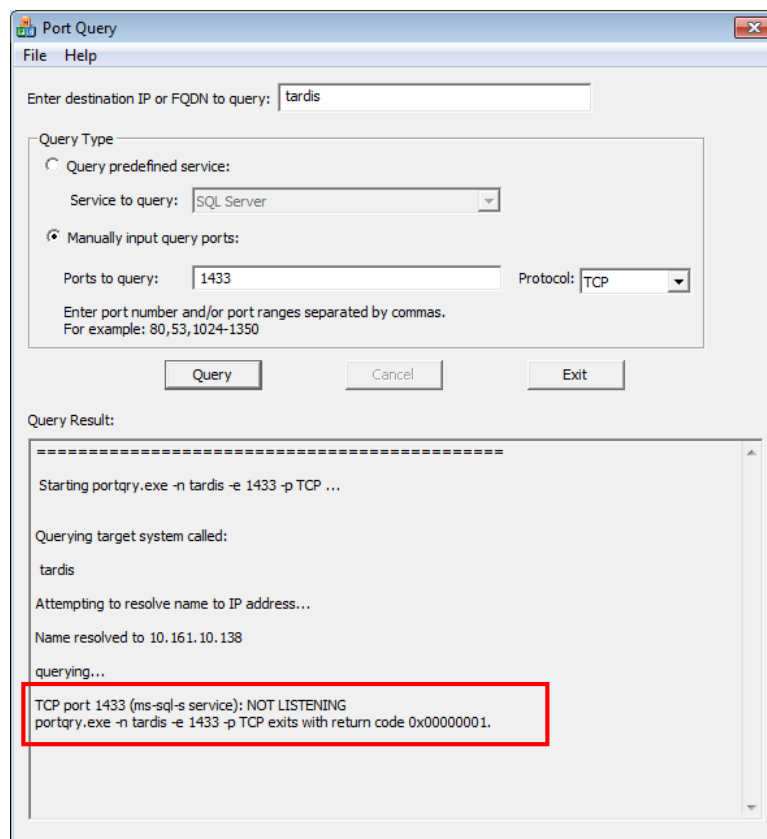 Port Query
File Help
Enter destination IP or FQDN to query: tardis
Query Type
Query predefined service:
Service to query: SQL Server
Manually input query ports:
Ports to query: 1433 Protocol: TCP
Enter port number and/or port ranges separated by commas.
For example: 80,53,1024-1350
Query Cancel Exit
Query Result:
=============================================
Starting portqry.exe -n tardis -e 1433 -p TCP ...
Querying target system called:
tardis
Attempting to resolve name to IP address...
Name resolved to 10.161.10.138
querying...
TCP port 1433 (ms-sql-s service): NOT LISTENING
portqry.exe -n tardis -e 1433 -p TCP exits with return code 0x00000001.